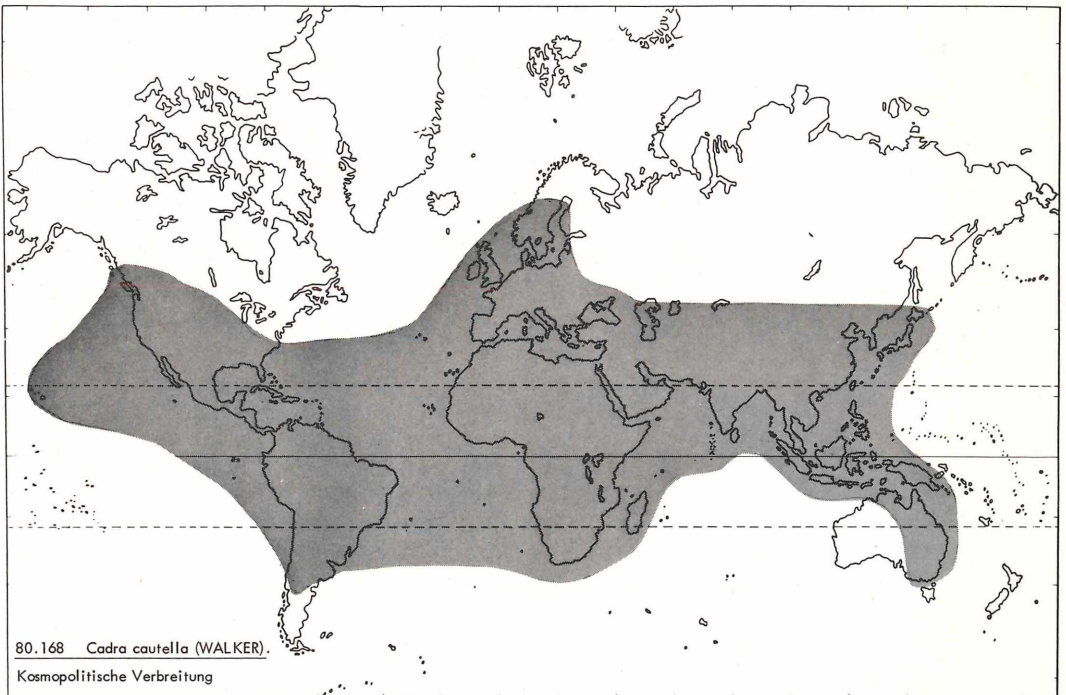 80.168 Cadra cautella (WALKER).
Kosmopolitische Verbreitung